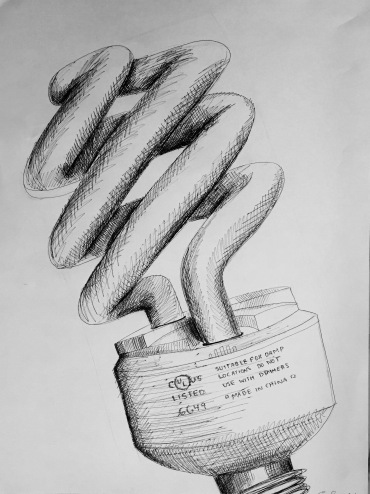 C UL US
LISTED
6G49
SUITABLE FOR DAMP
LOCATIONS DO NOT
USE WITH DIMMERS
MADE IN CHINA